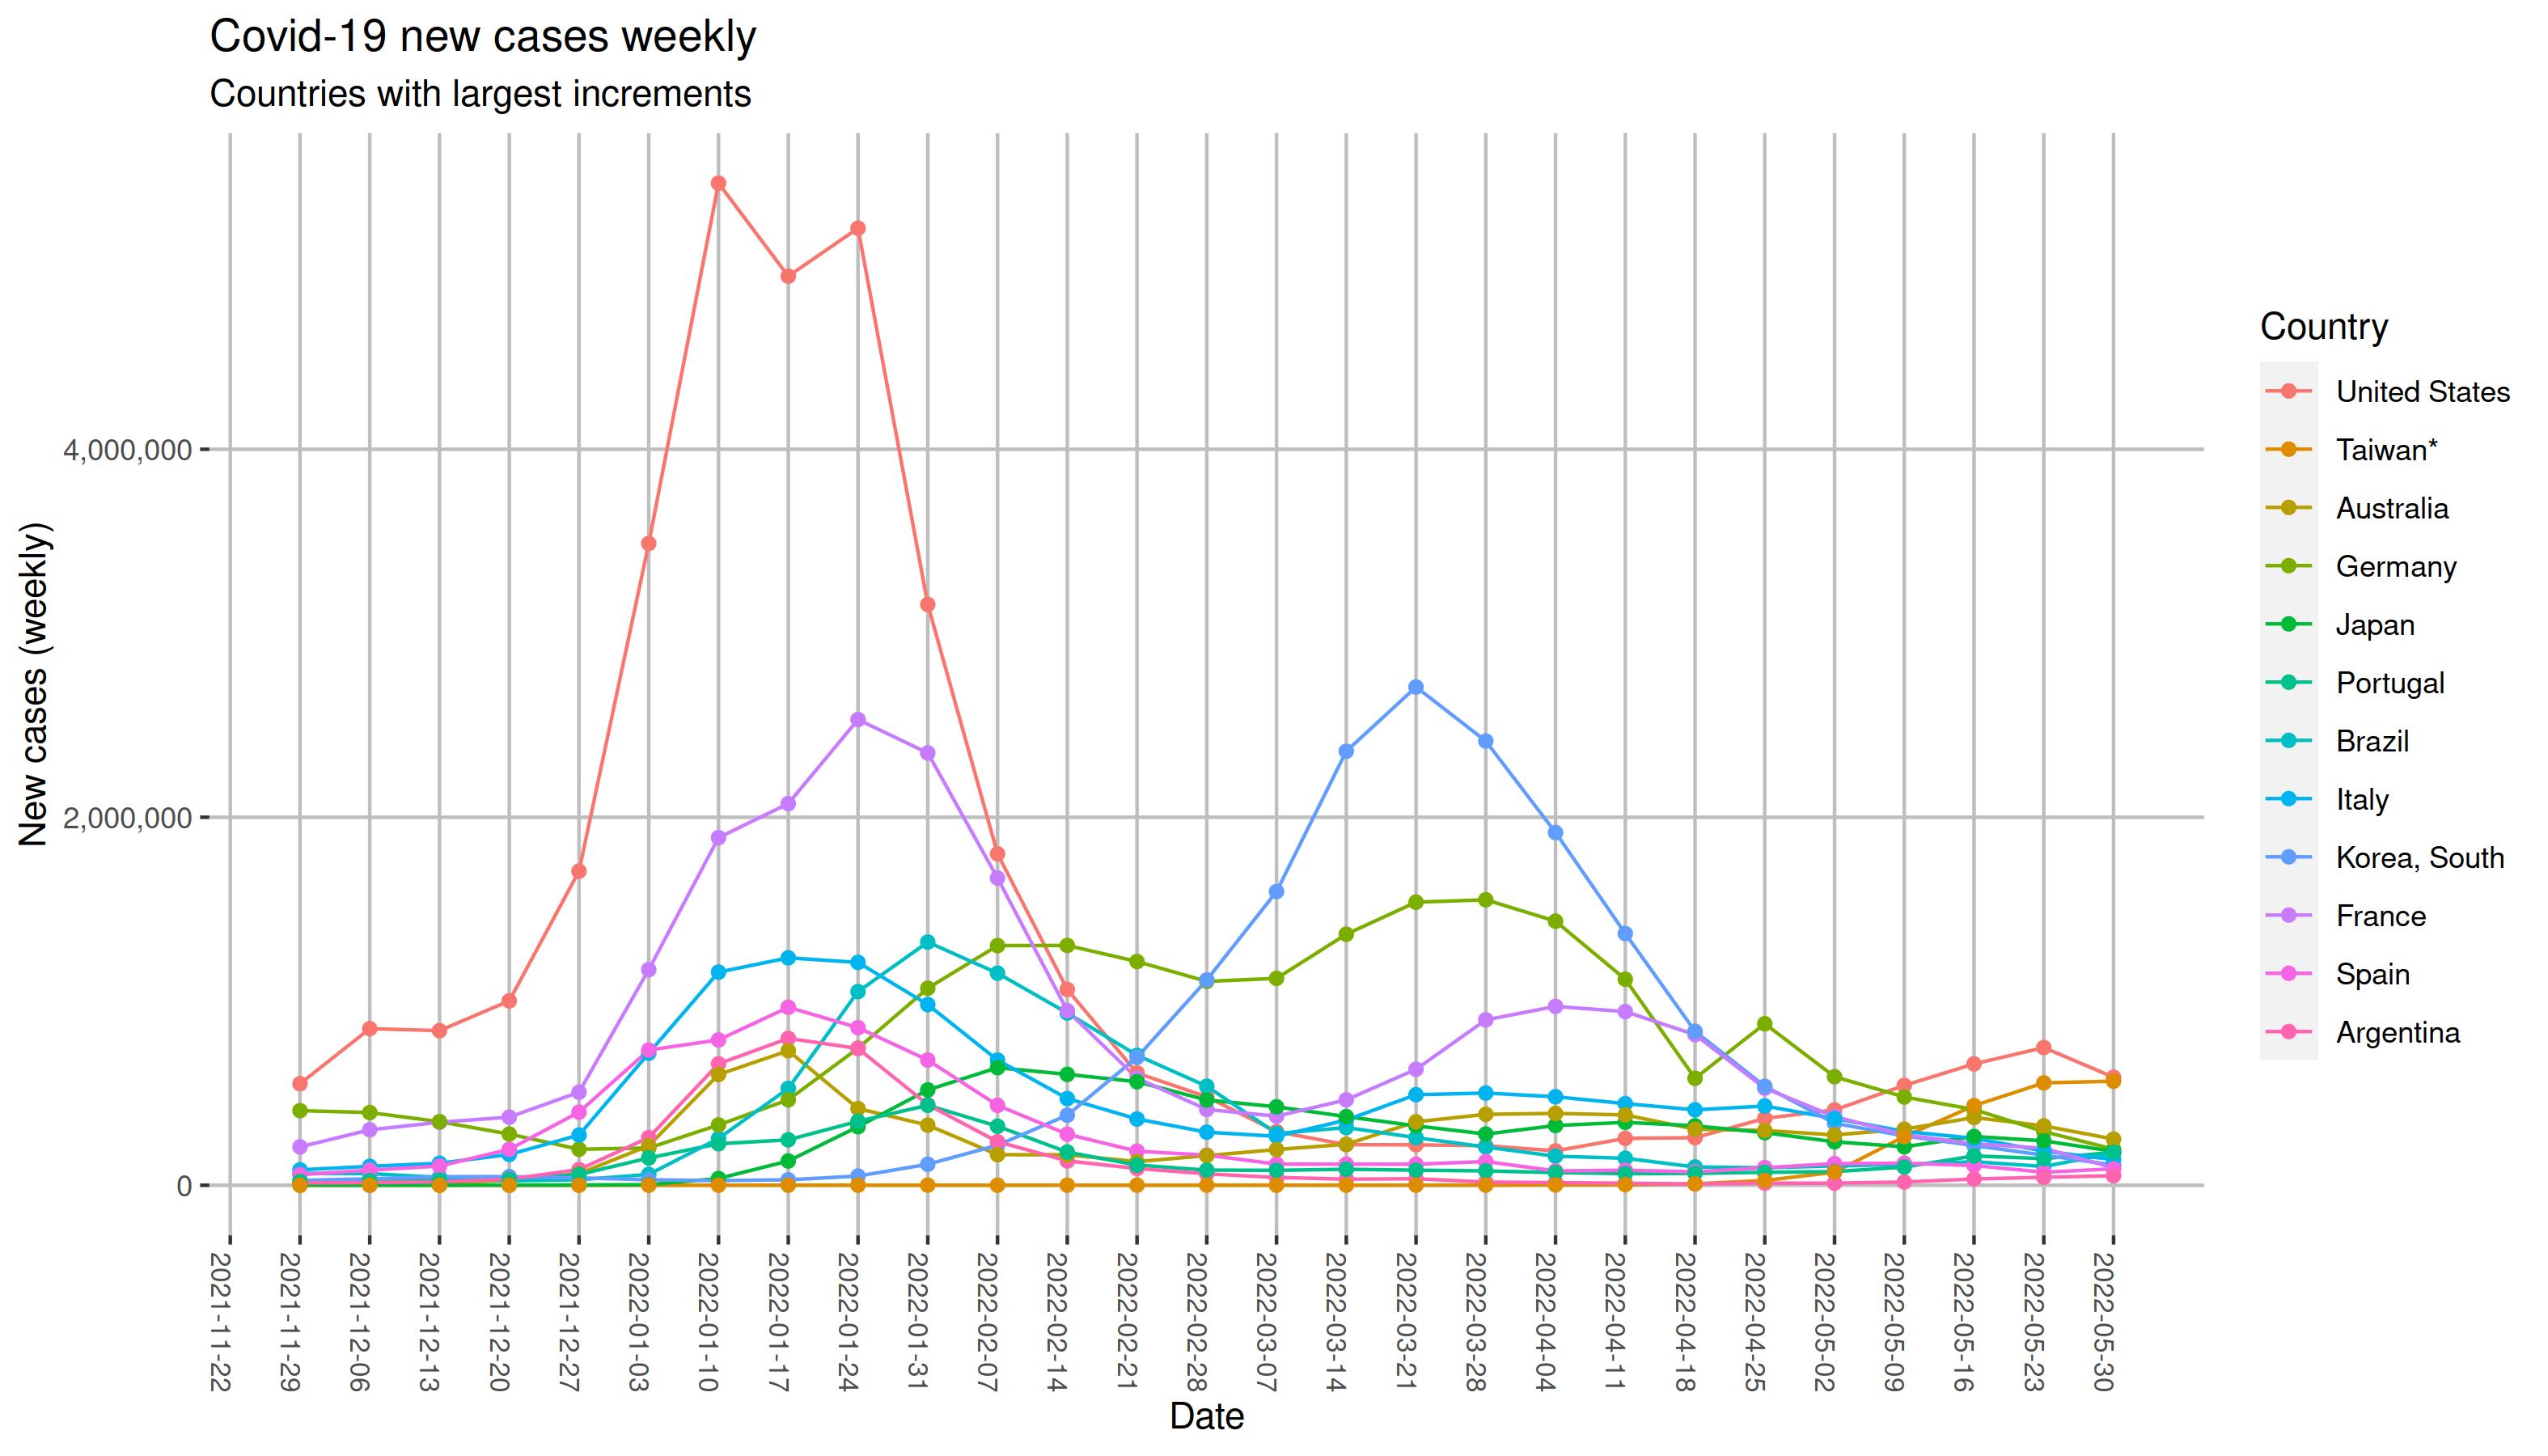 Covid-19 new cases weekly
Countries with largest increments
New cases (weekly)
4,000,000
2,000,000
0
2021-11-22
2021-11-29
2021-12-06
2021-12-13
2021-12-20
2021-12-27
2022-01-03
2022-01-10
2022-01-17
2022-01-24
2022-01-31
2022-02-07
2022-02-14
2022-02-21
2022-02-28
2022-03-07
2022-03-14
2022-03-21
2022-03-28
2022-04-04
2022-04-11
2022-04-18
2022-04-25
2022-05-02
2022-05-09
2022-05-16
2022-05-23
2022-05-30
Date
Country
United States
Taiwan*
Australia
Germany
Japan
Portugal
Brazil
Italy
Korea, South
France
Spain
Argentina